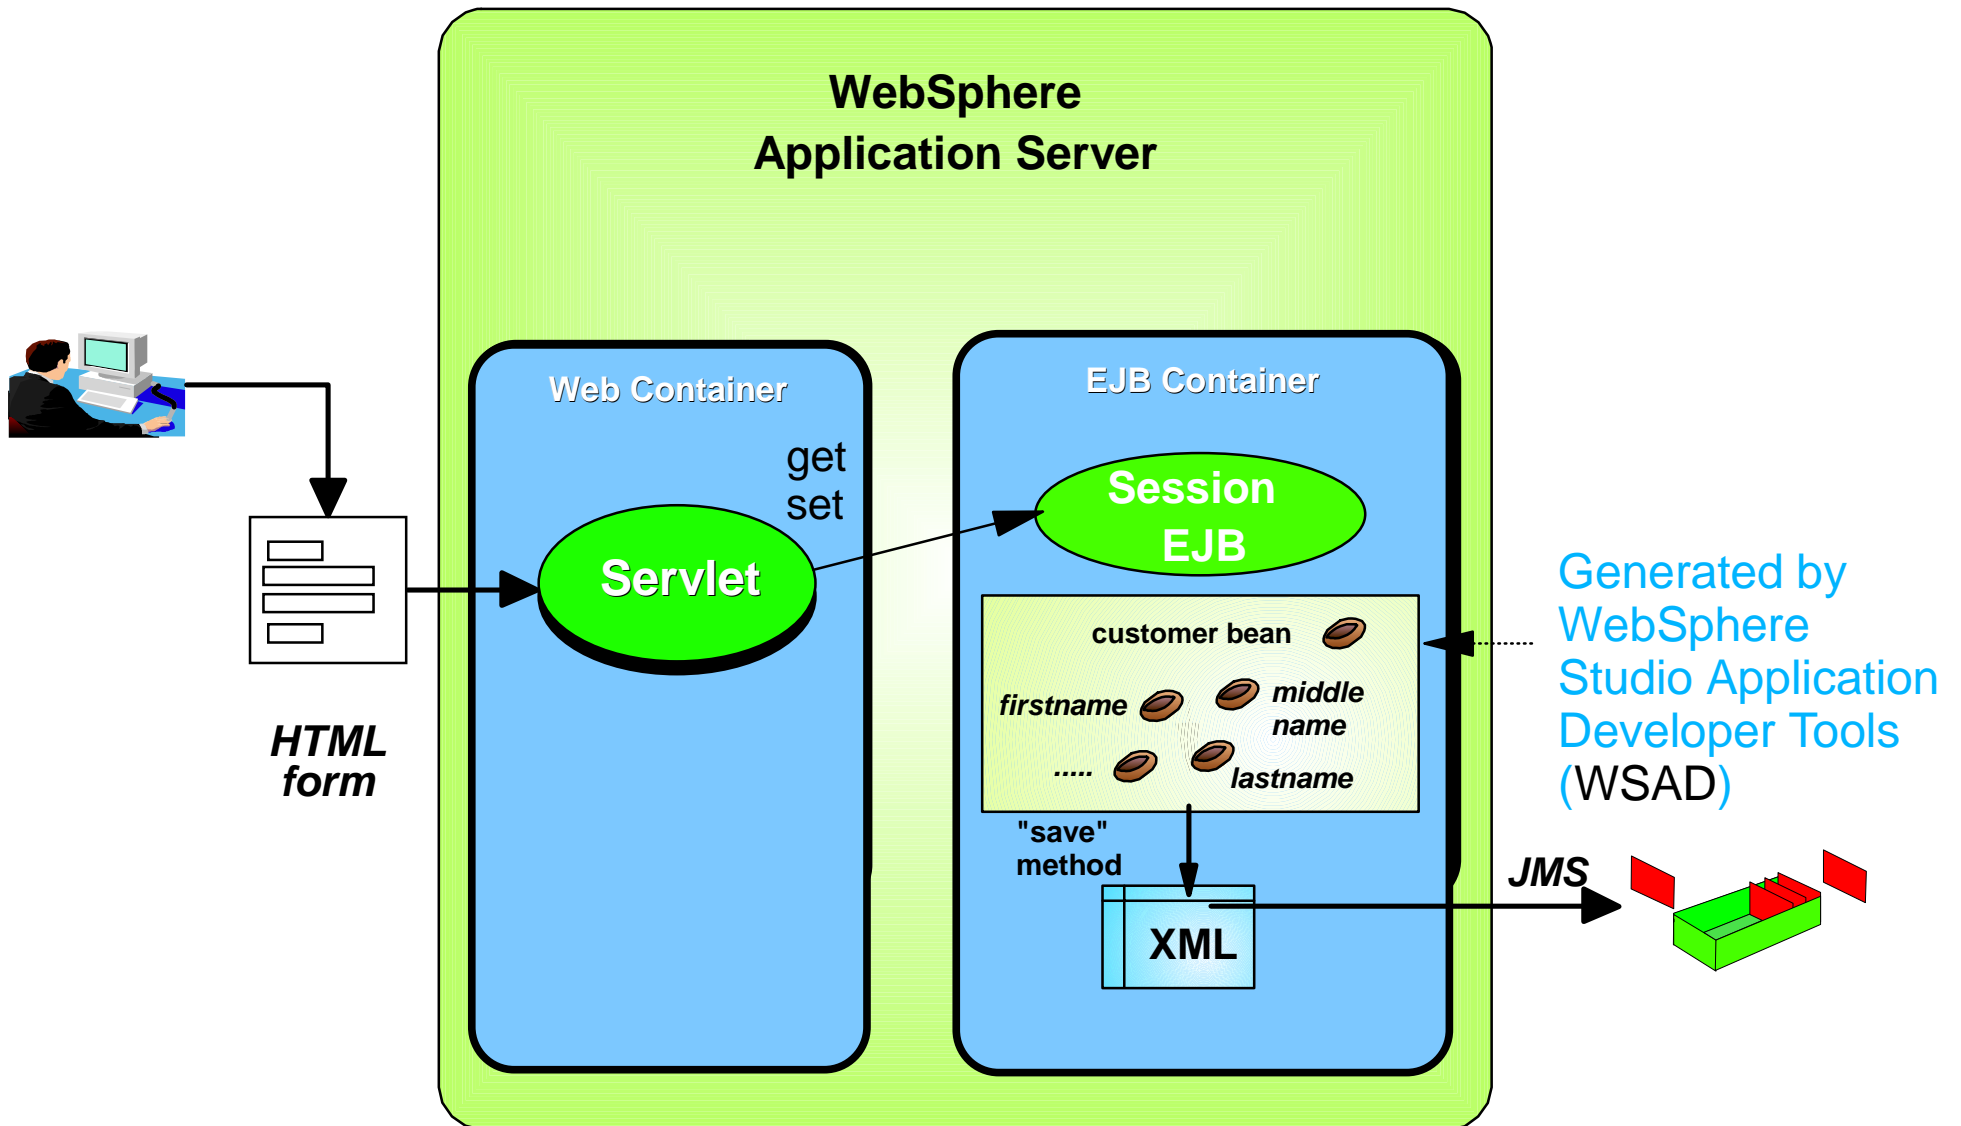 WebSphere
Application Server
Web Container
EJB Container
get
set
Session
EJB
Servlet
customer bean
firstname
middle
name
.....
lastname
"save"
method
XML
HTML
form
Generated by
WebSphere
Studio Application
Developer Tools
(WSAD)
JMS